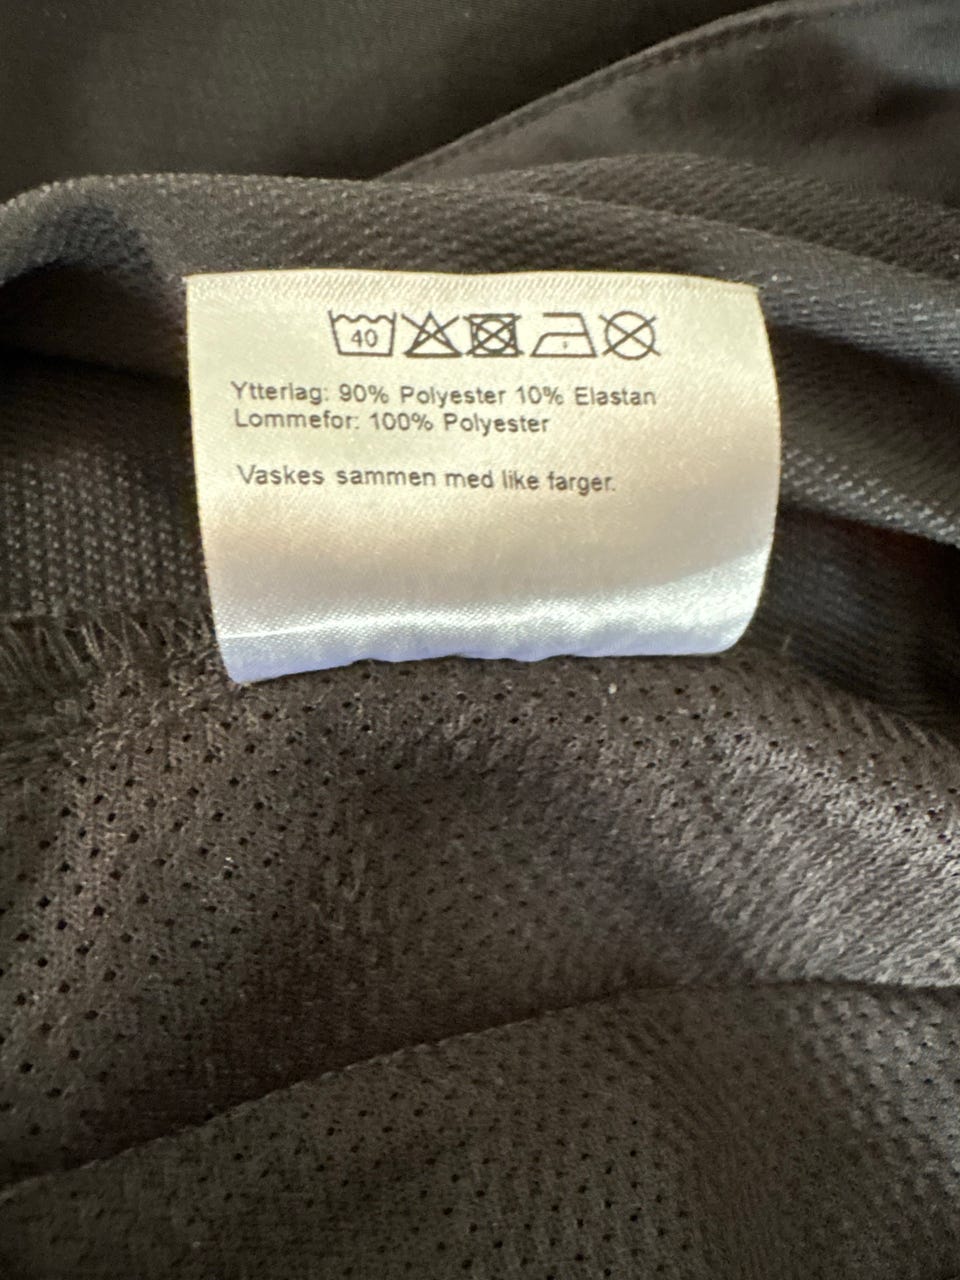 40
Ytterlag: 90% Polyester 10% Elastan
Lommefor: 100% Polyester
Vaskes sammen med like farger.